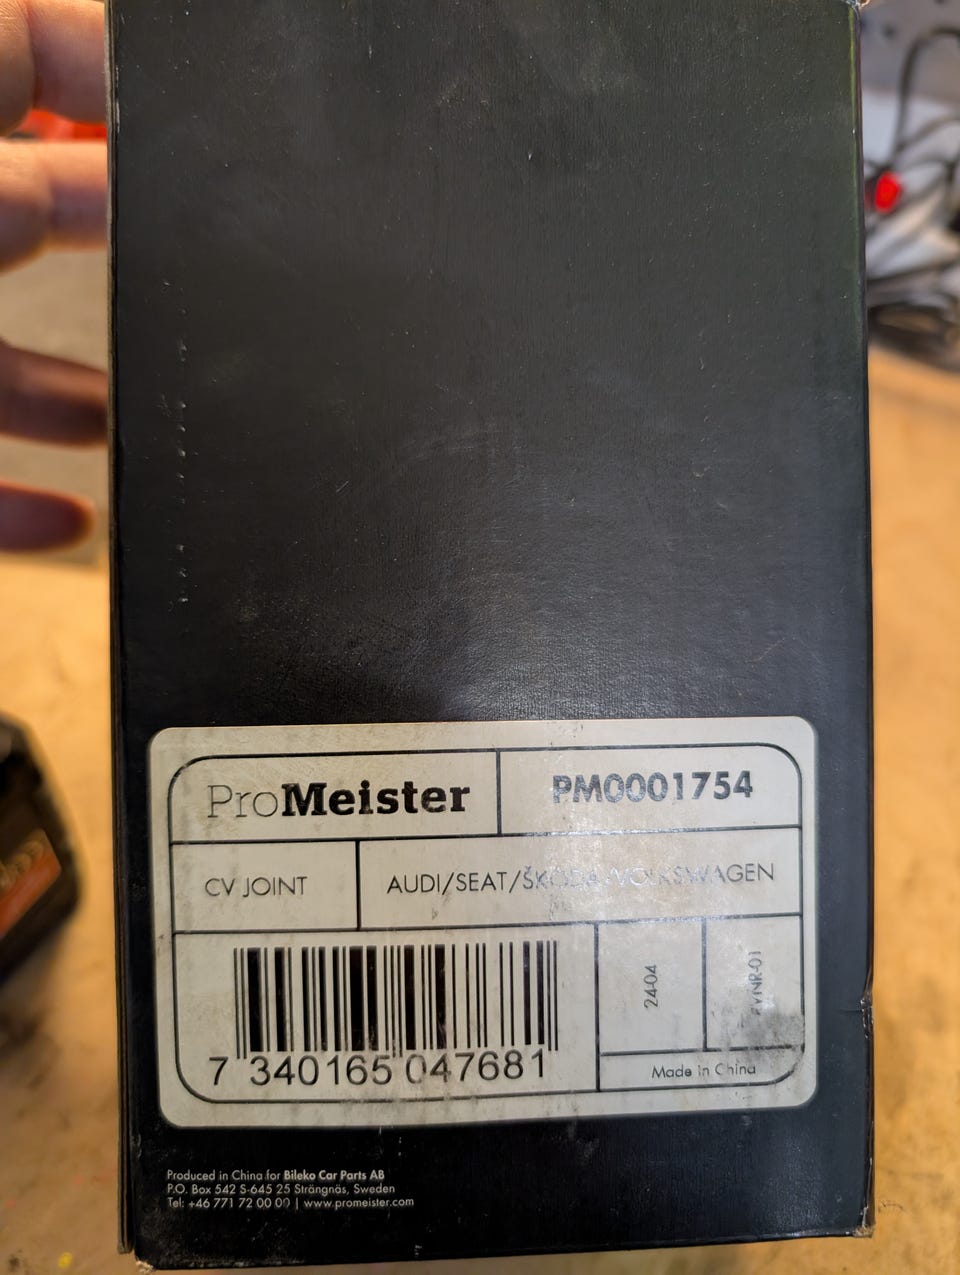 ProMeister
PM0001754
CV JOINT
AUDI/SEAT/ŠKODA/VOLKSWAGEN
24-04
7 340165 047681
Made in China
Produced in China for Bileko Car Parts AB
P.O. Box 542 S-645 25 Strängnäs, Sweden
Tel: +46 771 72 00 00 | www.promeister.com